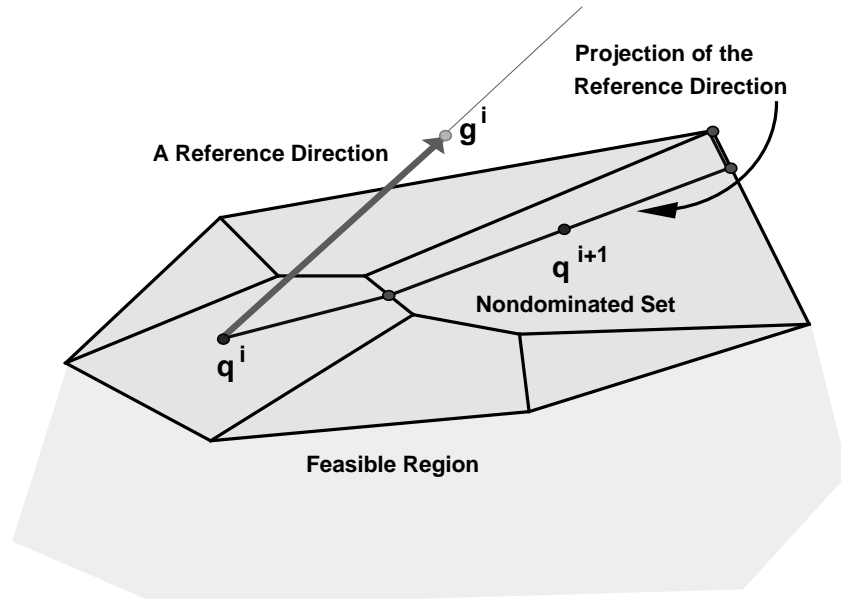 Projection of the
Reference Direction
g^i
A Reference Direction
q^{i+1}
Nondominated Set
q^i
Feasible Region